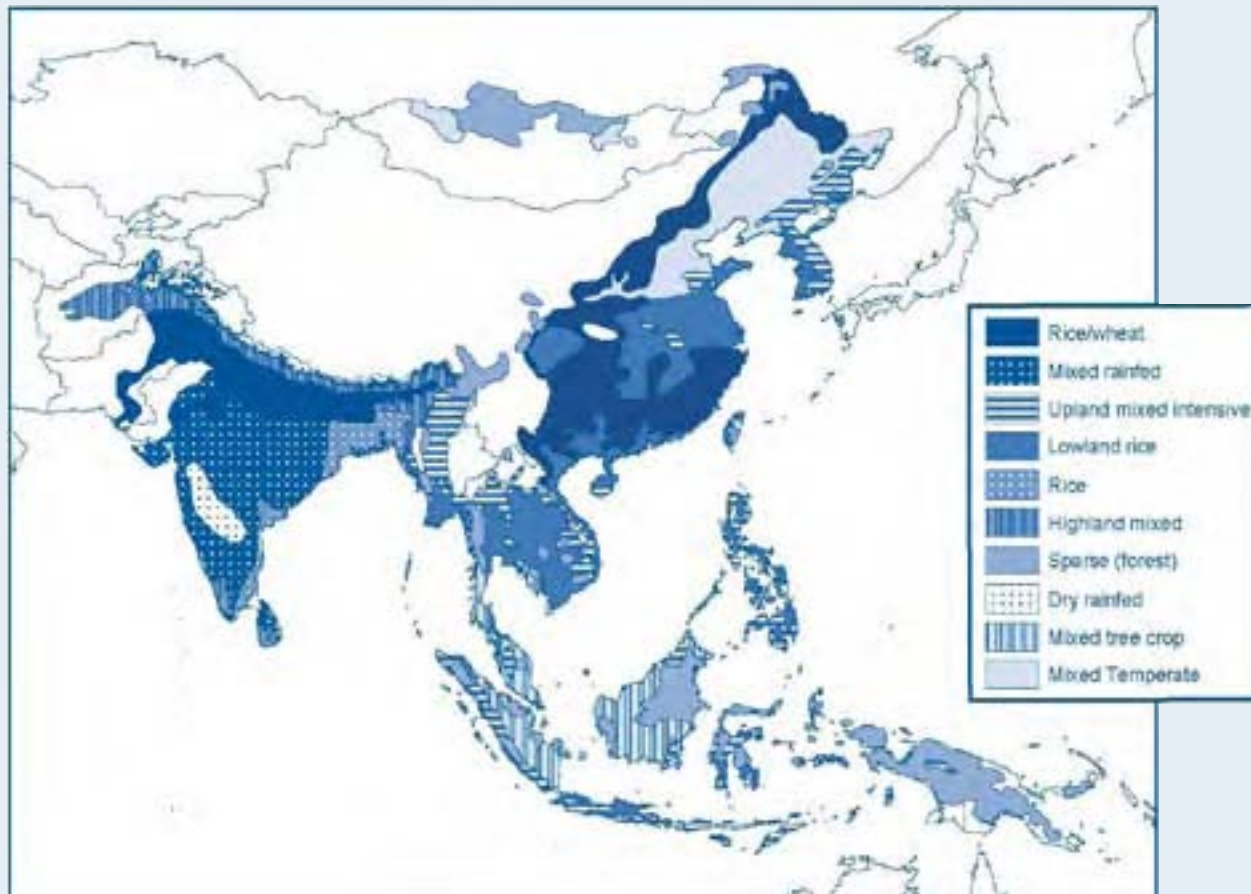 Rice/wheat
Mixed rainfed
Upland mixed intensive
Lowland rice
Rice
Highland mixed
Sparse (forest)
Dry rainfed
Mixed tree crop
Mixed Temperate